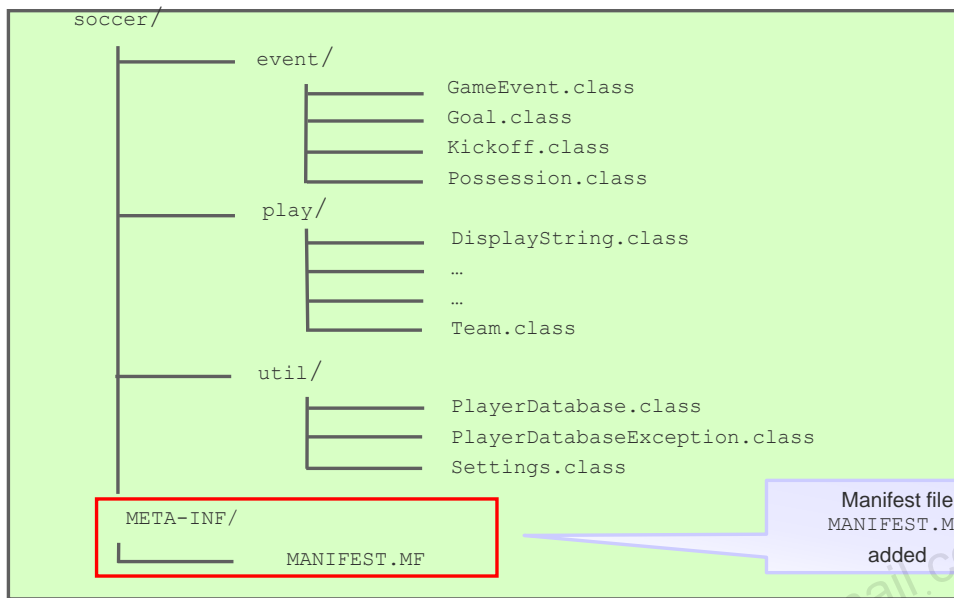 soccer/
event/
GameEvent.class
Goal.class
Kickoff.class
Possession.class
play/
DisplayString.class
…
…
Team.class
util/
PlayerDatabase.class
PlayerDatabaseException.class
Settings.class
META-INF/
MANIFEST.MF
Manifest file
MANIFEST.M
added